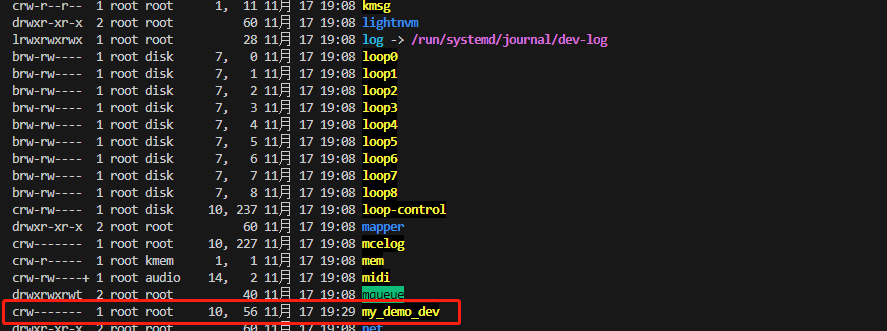 crw-r--r-- 1 root root 1, 11 11月 17 19:08 kmsg
drwxr-xr-x 2 root root 60 11月 17 19:08 lightnvm
lrwxrwxrwx 1 root root 28 11月 17 19:08 log -> /run/systemd/journal/dev-log
brw-rw---- 1 root disk 7, 0 11月 17 19:08 loop0
brw-rw---- 1 root disk 7, 1 11月 17 19:08 loop1
brw-rw---- 1 root disk 7, 2 11月 17 19:08 loop2
brw-rw---- 1 root disk 7, 3 11月 17 19:08 loop3
brw-rw---- 1 root disk 7, 4 11月 17 19:08 loop4
brw-rw---- 1 root disk 7, 5 11月 17 19:08 loop5
brw-rw---- 1 root disk 7, 6 11月 17 19:08 loop6
brw-rw---- 1 root disk 7, 7 11月 17 19:08 loop7
brw-rw---- 1 root disk 7, 8 11月 17 19:08 loop8
crw-rw---- 1 root disk 10, 237 11月 17 19:08 loop-control
drwxr-xr-x 2 root root 60 11月 17 19:08 mapper
crw------- 1 root root 10, 227 11月 17 19:08 mcelog
crw-r----- 1 root kmem 1, 1 11月 17 19:08 mem
crw-rw----+ 1 root audio 14, 2 11月 17 19:08 midi
drwxrwxrwt 2 root root 40 11月 17 19:08 mqueue
crw------- 1 root root 10, 56 11月 17 19:29 my_demo_dev
drwxr-xr-x 2 root root 60 11月 17 19:08 net